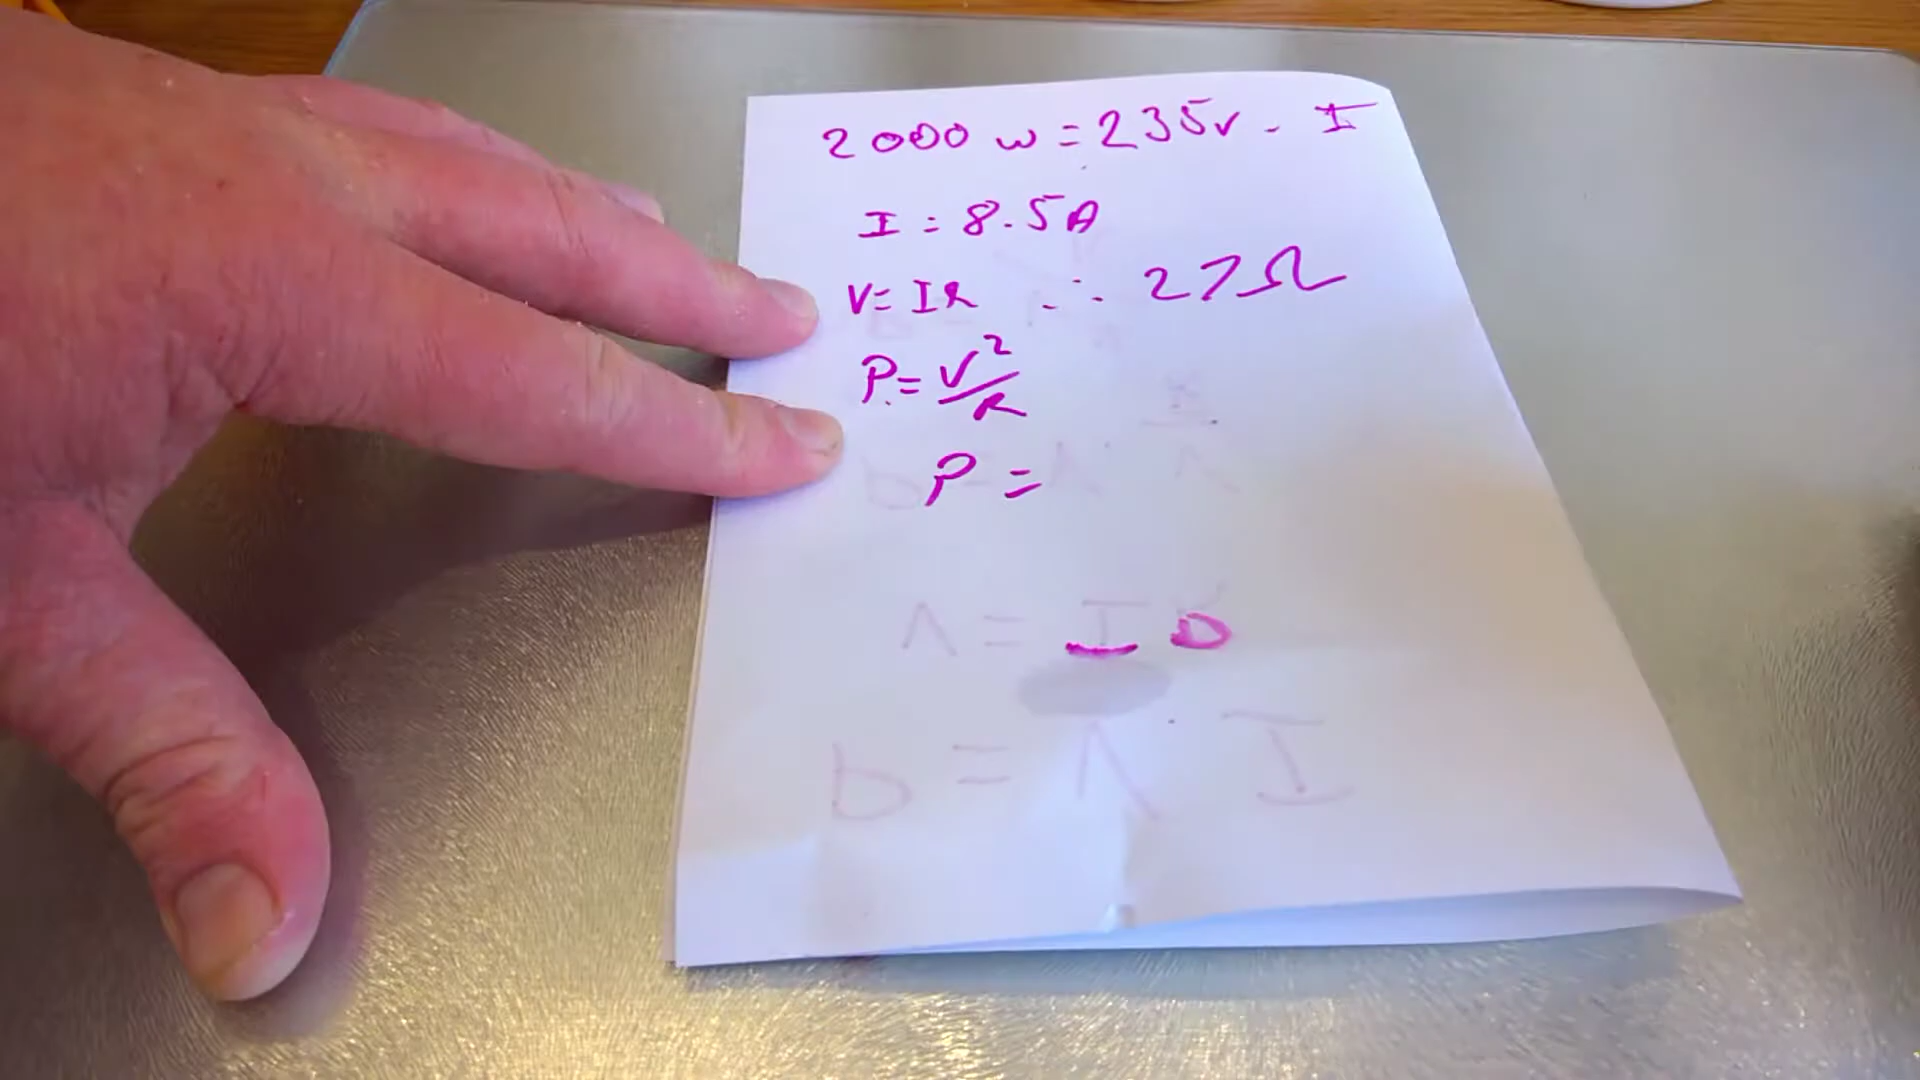 2000 w = 235v . I
I = 8.5A
V = IR ∴ 27Ω
P = V²/R
P =
V = I R
P = V . I